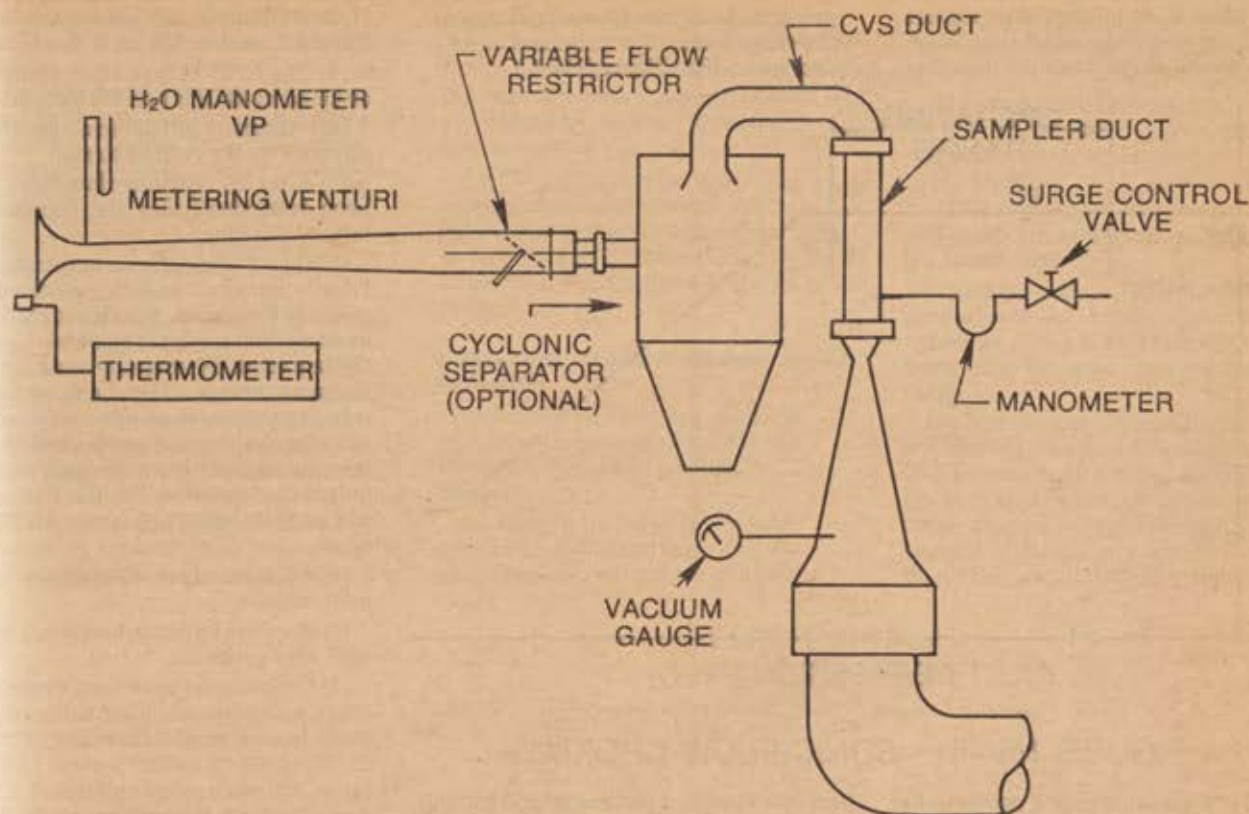 CVS DUCT
VARIABLE FLOW
RESTRICTOR
H₂O MANOMETER
VP
SAMPLER DUCT
METERING VENTURI
SURGE CONTROL
VALVE
THERMOMETER
CYCLONIC
SEPARATOR
(OPTIONAL)
MANOMETER
VACUUM
GAUGE